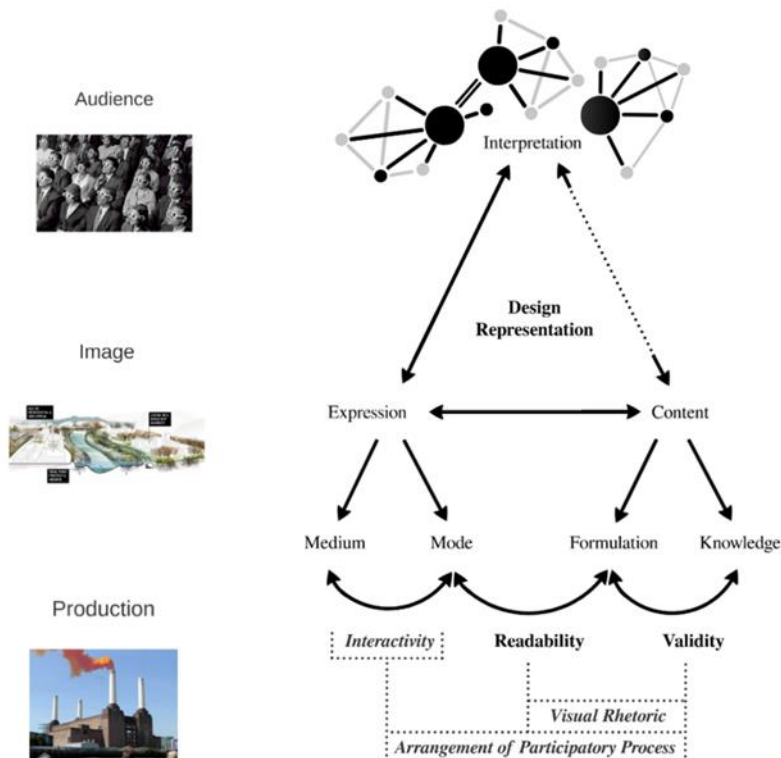 Audience
Interpretation
Design
Representation
Image
Expression
Content
Medium
Mode
Formulation
Knowledge
Production
Interactivity
Readability
Validity
Visual Rhetoric
Arrangement of Participatory Process